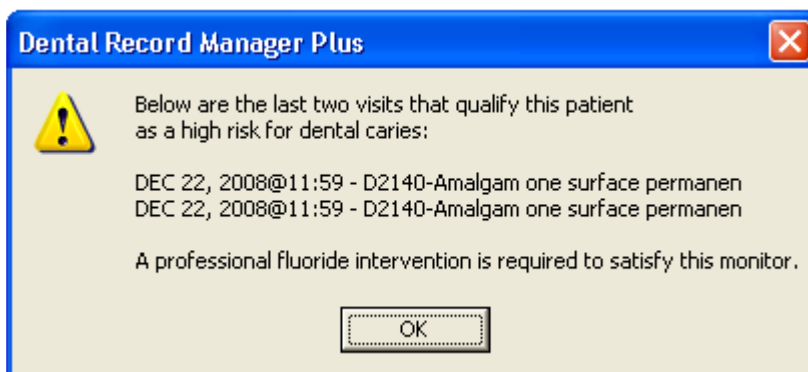 Dental Record Manager Plus
Below are the last two visits that qualify this patient
as a high risk for dental caries:
DEC 22, 2008@11:59 - D2140-Amalgam one surface permanen
DEC 22, 2008@11:59 - D2140-Amalgam one surface permanen
A professional fluoride intervention is required to satisfy this monitor.
OK